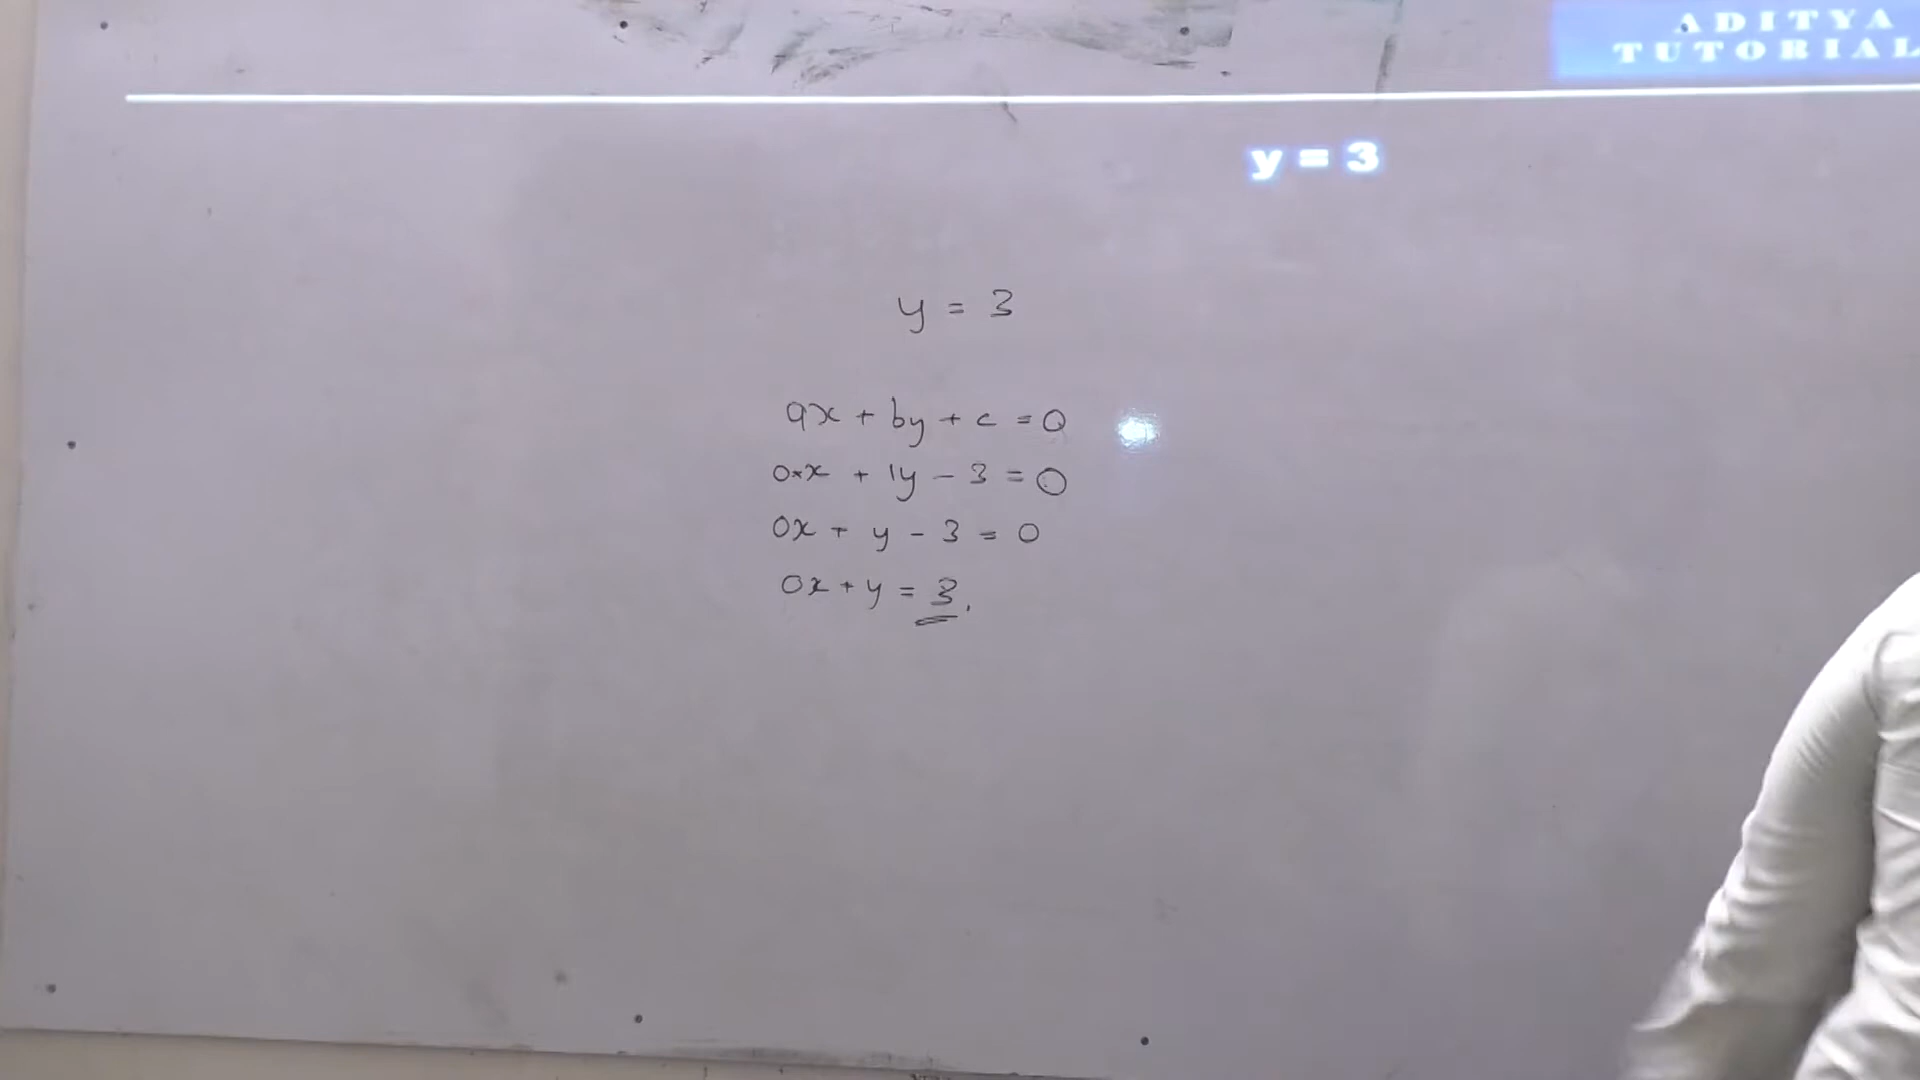 ADITYA
TUTORIAL
y = 3
y = 3
ax + by + c = 0
0×x + 1y - 3 = 0
0x + y - 3 = 0
0x + y = 3.